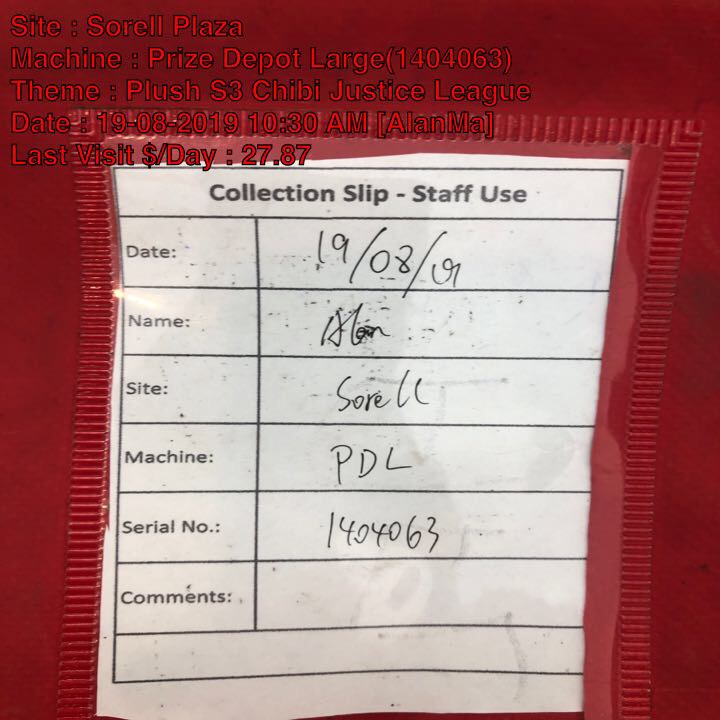 Site : Sorell Plaza
Machine : Prize Depot Large(1404063)
Theme : Plush S3 Chibi Justice League
Date : 19-08-2019 10:30 AM [AlanMa]
Last Visit $/Day : 27.87
Collection Slip - Staff Use
Date: 19/08/19
Name: Alan
Site: Sorell
Machine: PDL
Serial No.: 1404063
Comments: